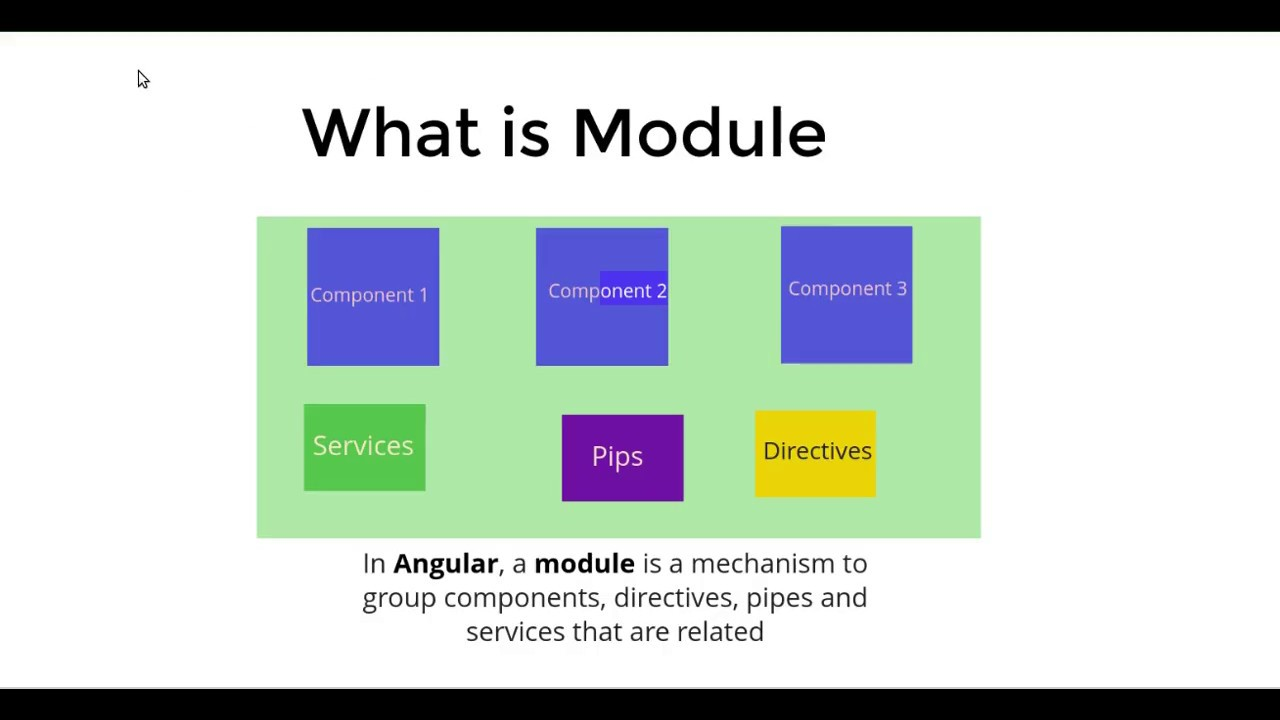 What is Module
Component 1
Component 2
Component 3
Services
Pips
Directives
In Angular, a module is a mechanism to
group components, directives, pipes and
services that are related